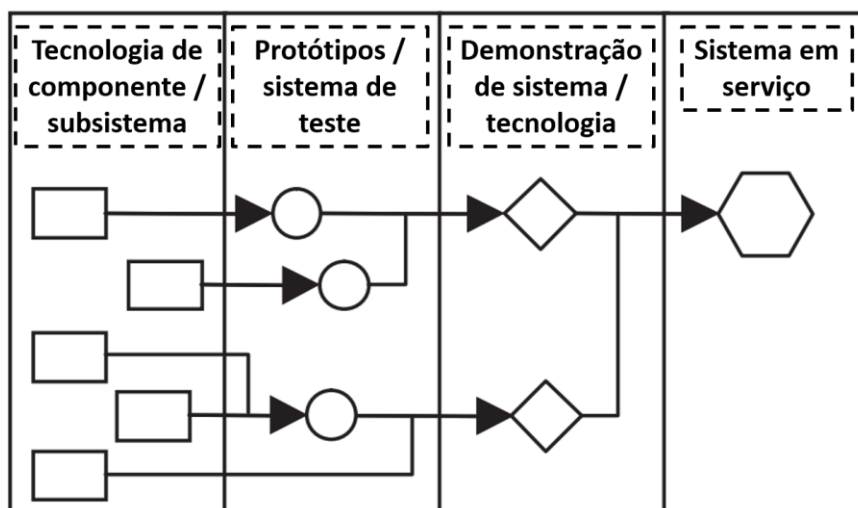 Tecnologia de
componente /
subsistema
Protótipos /
sistema de
teste
Demonstração
de sistema /
tecnologia
Sistema em
serviço